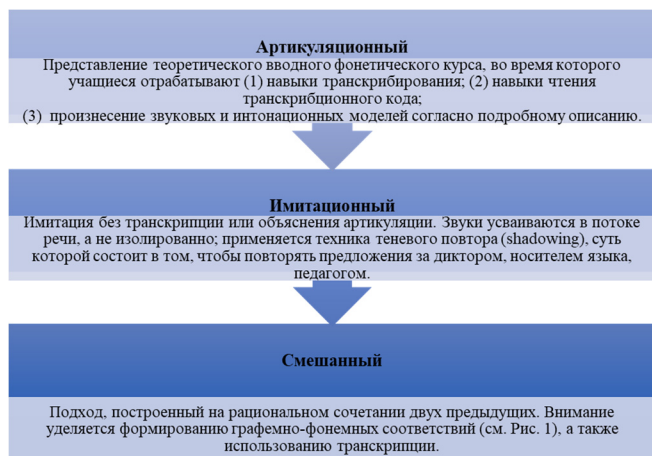 Артикуляционный
Представление теоретического вводного фонетического курса, во время которого
учащиеся отрабатывают (1) навыки транскрибирования; (2) навыки чтения
транскрибционного кода;
(3) произнесение звуковых и интонационных моделей согласно подробному описанию.
Имитационный
Имитация без транскрипции или объяснения артикуляции. Звуки усваиваются в потоке
речи, а не изолированно; применяется техника теневого повтора (shadowing), суть
которой состоит в том, чтобы повторять предложения за диктором, носителем языка,
педагогом.
Смешанный
Подход, построенный на рациональном сочетании двух предыдущих. Внимание
уделяется формированию графемно-фонемных соответствий (см. Рис. 1), а также
использованию транскрипции.